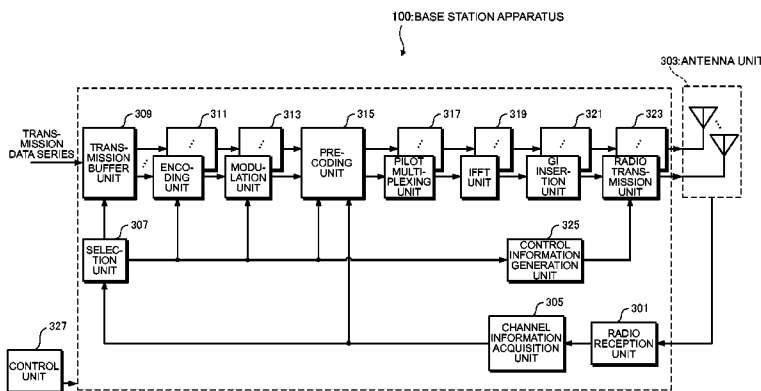 100:BASE STATION APPARATUS
303:ANTENNA UNIT
309
311
313
315
317
319
321
323
TRANS-
MISSION
DATA SERIES
TRANS-
MISSION
BUFFER
UNIT
ENCO-
DING
UNIT
MODU-
LATION
UNIT
PRE-
CODING
UNIT
PILOT
MULTI-
PLEXING
UNIT
IFFT
UNIT
GI
INSER-
TION
UNIT
RADIO
TRANS-
MISSION
UNIT
307
SELEC-
TION
UNIT
325
CONTROL
INFORMATION
GENERATION
UNIT
305
CHANNEL
INFORMATION
ACQUISITION
UNIT
301
RADIO
RECEPTION
UNIT
327
CONTROL
UNIT